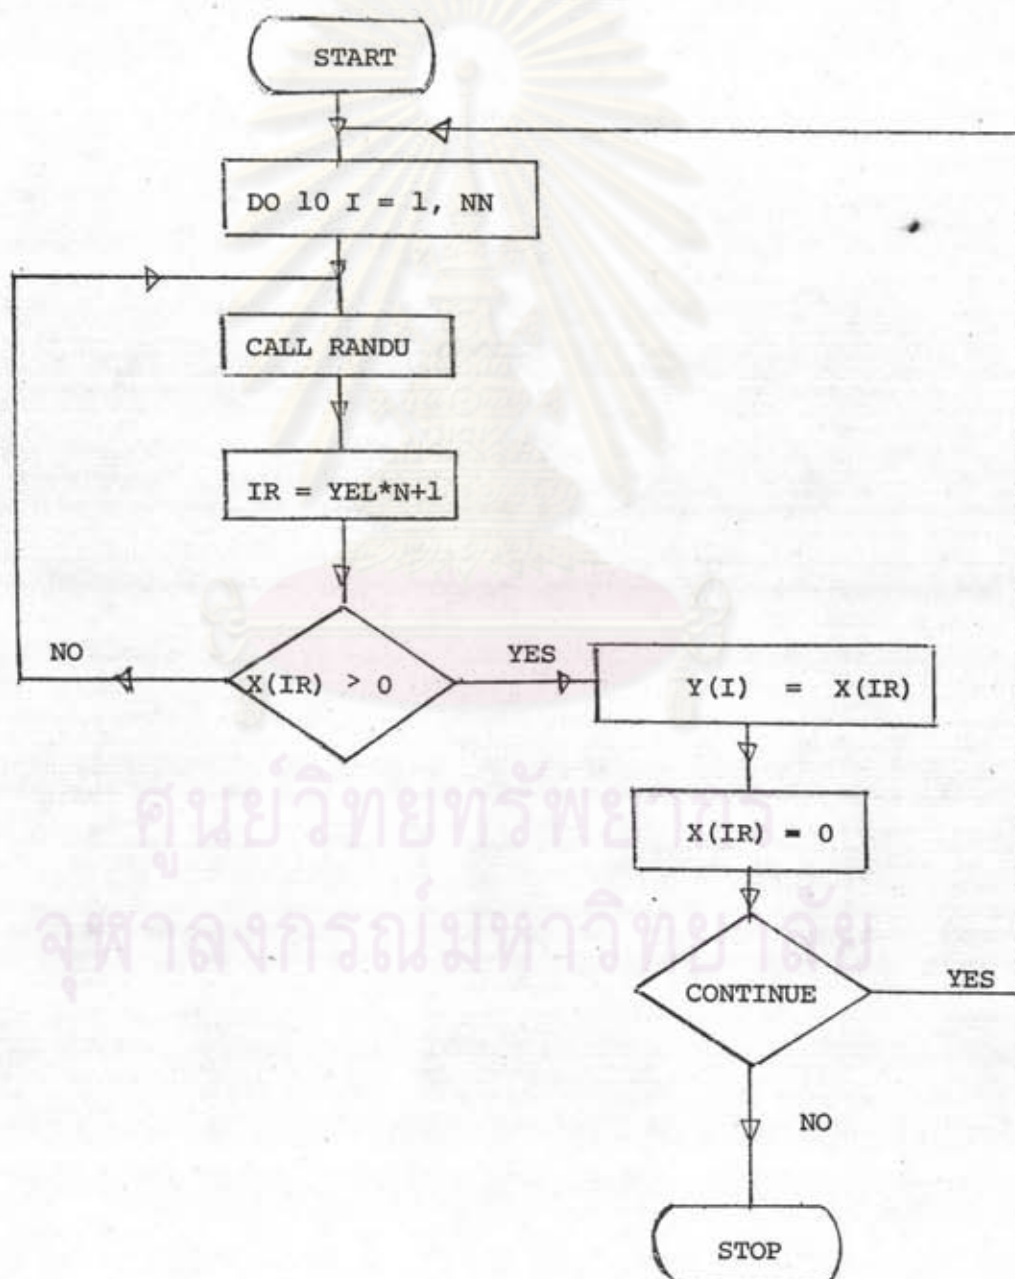 START
DO 10 I = 1, NN
CALL RANDU
IR = YEL*N+1
X(IR) > 0
NO
YES
Y(I) = X(IR)
X(IR) = 0
CONTINUE
YES
NO
STOP
ศูนย์วิทยทรัพยากร
จุฬาลงกรณ์มหาวิทยาลัย